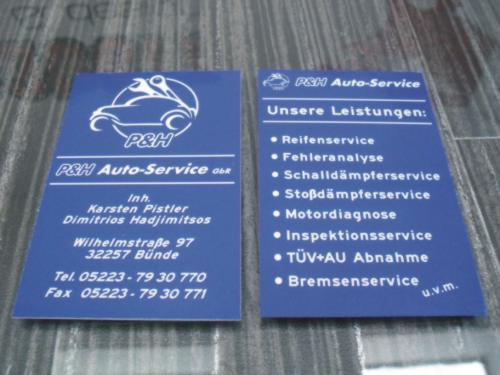 P&H
P&H Auto-Service GbR
Inh.
Karsten Pistler
Dimitrios Hadjimitsos
Wilhelmstraße 97
32257 Bünde
Tel. 05223 - 79 30 770
Fax 05223 - 79 30 771
P&H Auto-Service
Unsere Leistungen:
• Reifenservice
• Fehleranalyse
• Schalldämpferservice
• Stoßdämpferservice
• Motordiagnose
• Inspektionsservice
• TÜV+AU Abnahme
• Bremsenservice
u.v.m.